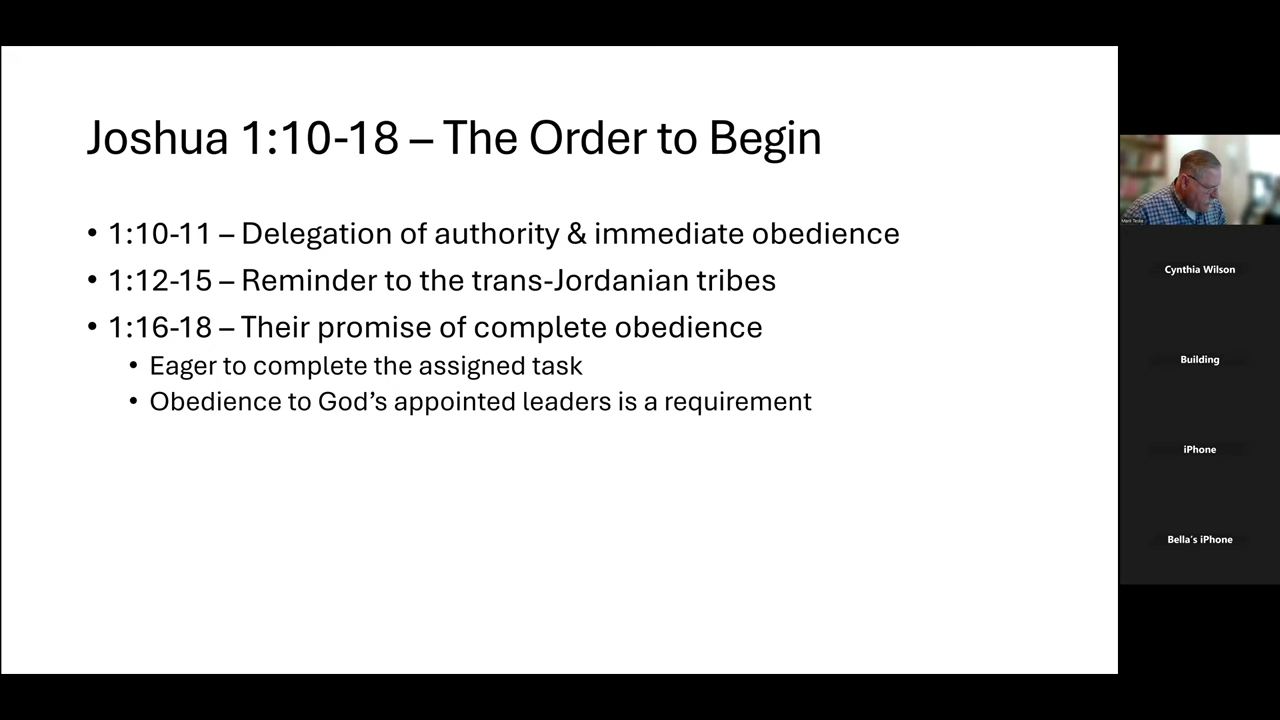 Joshua 1:10-18 – The Order to Begin
• 1:10-11 – Delegation of authority & immediate obedience
• 1:12-15 – Reminder to the trans-Jordanian tribes
• 1:16-18 – Their promise of complete obedience
• Eager to complete the assigned task
• Obedience to God’s appointed leaders is a requirement
Mark Teske
Cynthia Wilson
Building
iPhone
Bella’s iPhone